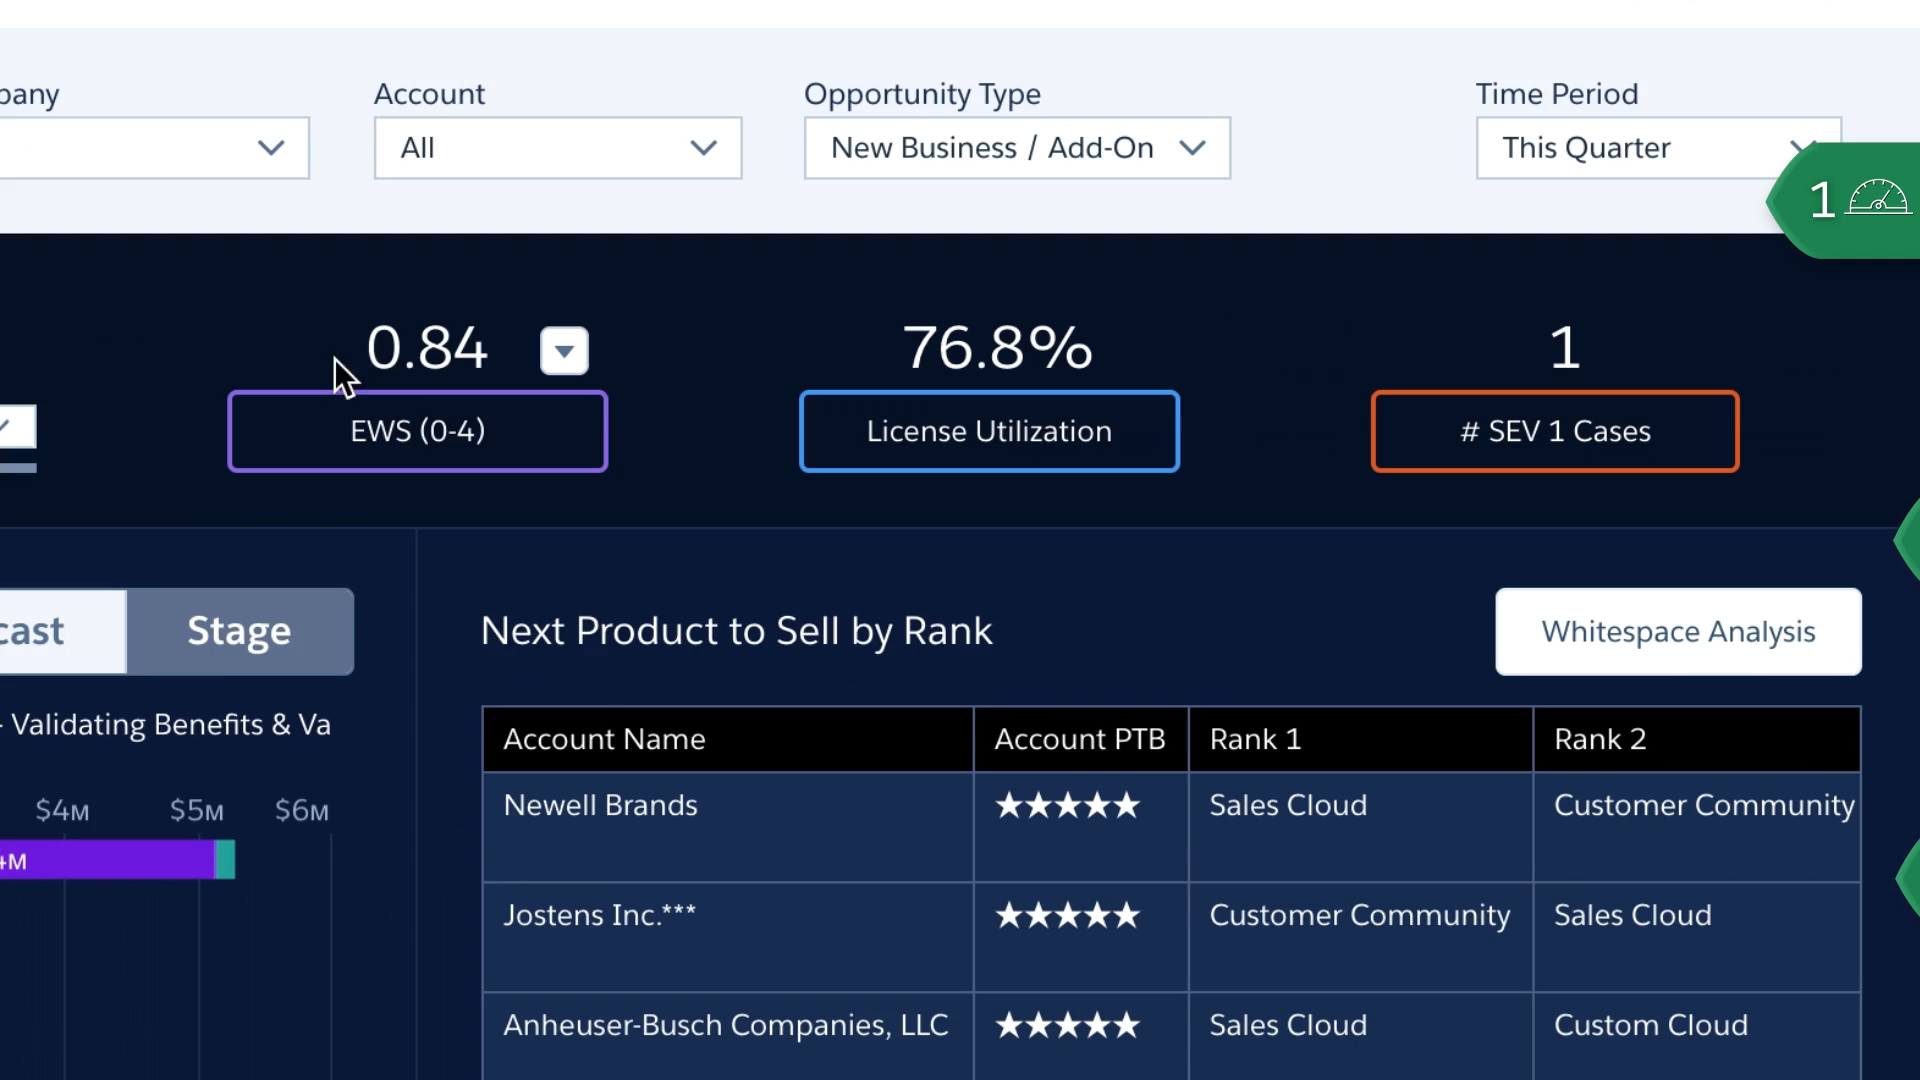 Account
Opportunity Type
Time Period
All
New Business / Add-On
This Quarter
1
0.84
76.8%
1
EWS (0-4)
License Utilization
# SEV 1 Cases
Stage
Next Product to Sell by Rank
Whitespace Analysis
- Validating Benefits & Va
$4M
$5M
$6M
Account Name
Account PTB
Rank 1
Rank 2
Newell Brands
★★★★★
Sales Cloud
Customer Community
Jostens Inc.***
★★★★★
Customer Community
Sales Cloud
Anheuser-Busch Companies, LLC
★★★★★
Sales Cloud
Custom Cloud